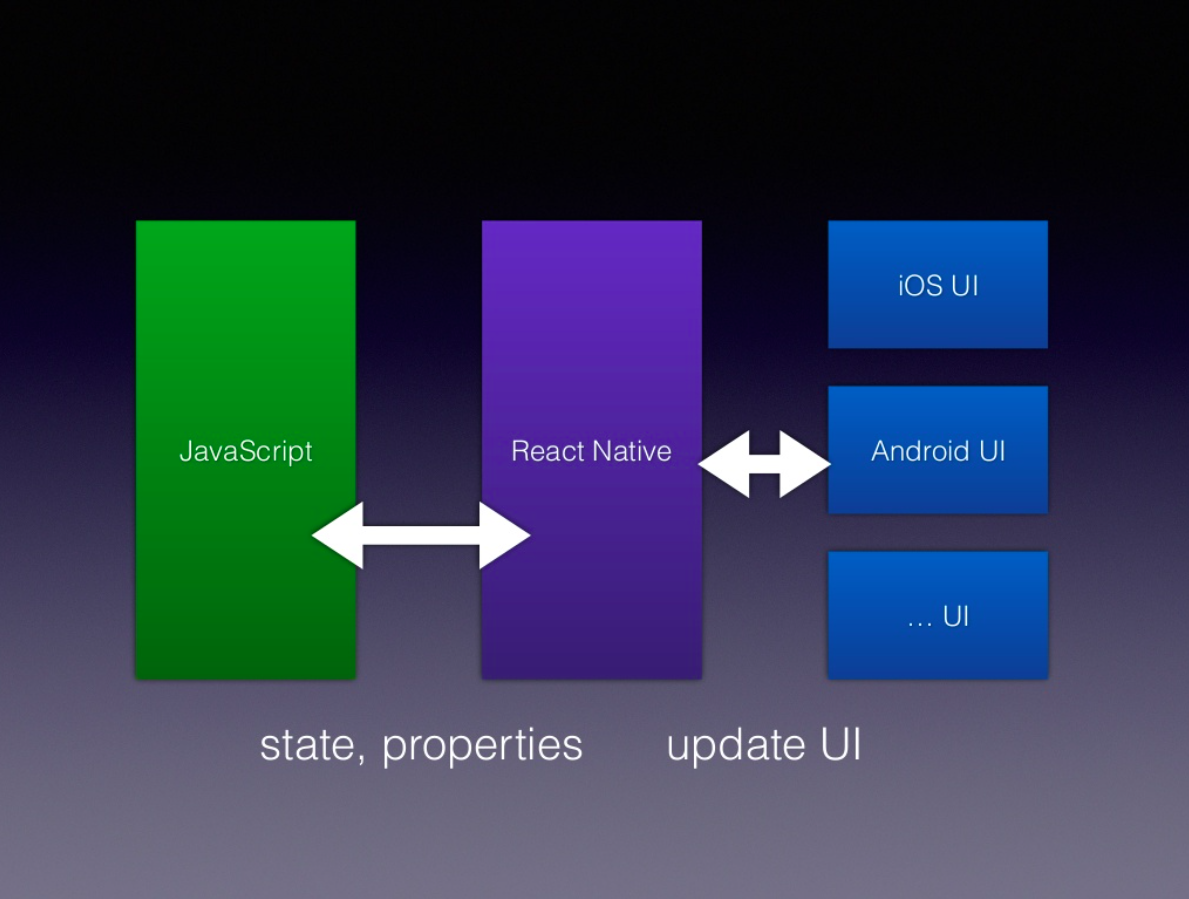 JavaScript
React Native
iOS UI
Android UI
... UI
state, properties
update UI